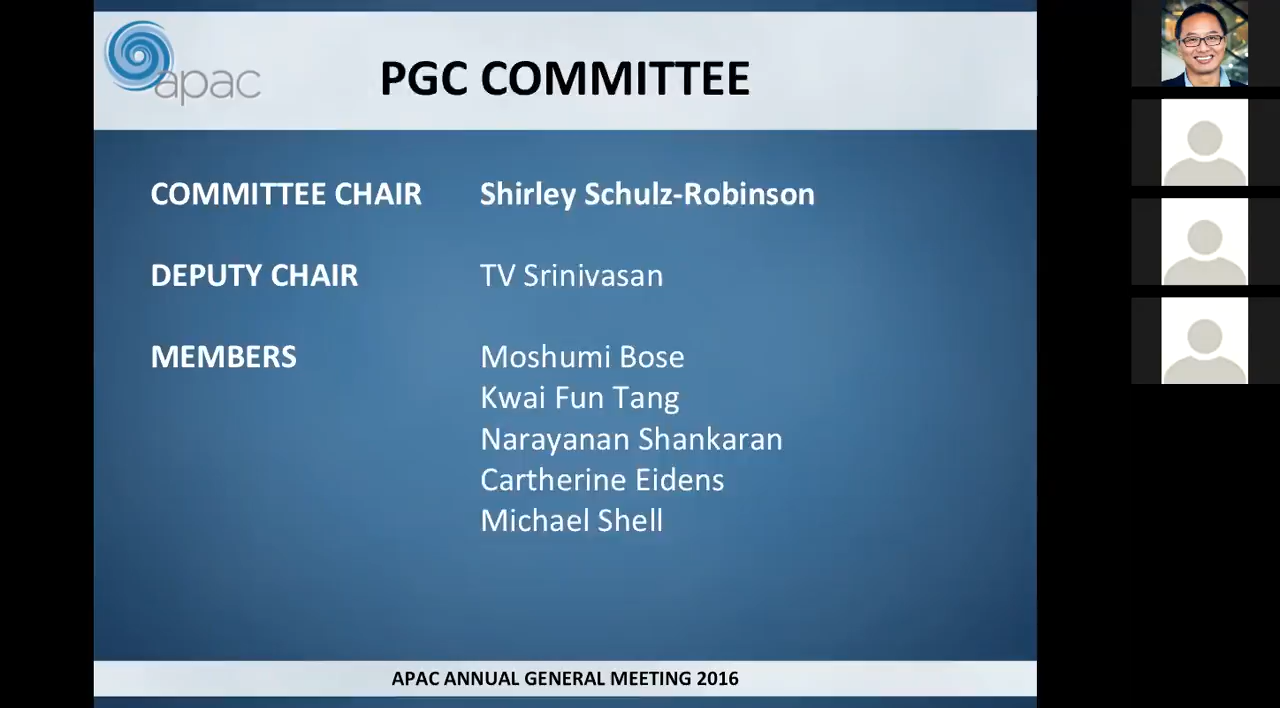 apac
PGC COMMITTEE
COMMITTEE CHAIR Shirley Schulz-Robinson
DEPUTY CHAIR TV Srinivasan
MEMBERS Moshumi Bose
Kwai Fun Tang
Narayanan Shankaran
Cartherine Eidens
Michael Shell
APAC ANNUAL GENERAL MEETING 2016